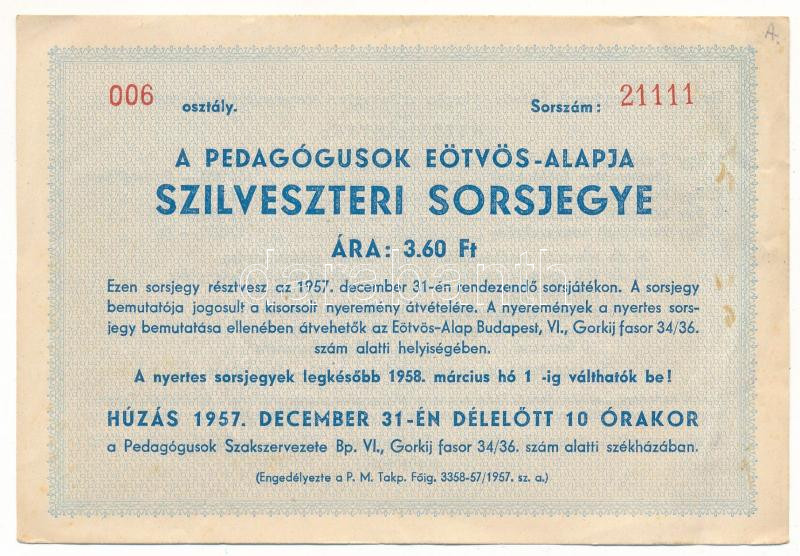 A.
006 osztály. Sorszám: 21111
A PEDAGÓGUSOK EÖTVÖS-ALAPJA
SZILVESZTERI SORSJEGYE
ÁRA: 3.60 Ft
Ezen sorsjegy résztvesz az 1957. december 31-én rendezendő sorsjátékon. A sorsjegy
bemutatója jogosult a kisorsolt nyeremény átvételére. A nyeremények a nyertes sors-
jegy bemutatása ellenében átvehetők az Eötvös-Alap Budapest, VI., Gorkij fasor 34/36.
szám alatti helyiségében.
A nyertes sorsjegyek legkésőbb 1958. március hó 1 -ig válthatók be!
HÚZÁS 1957. DECEMBER 31-ÉN DÉLELŐTT 10 ÓRAKOR
a Pedagógusok Szakszervezete Bp. VI., Gorkij fasor 34/36. szám alatti székházában.
(Engedélyezte a P. M. Takp. Főig. 3358-57/1957. sz. a.)
darabanth